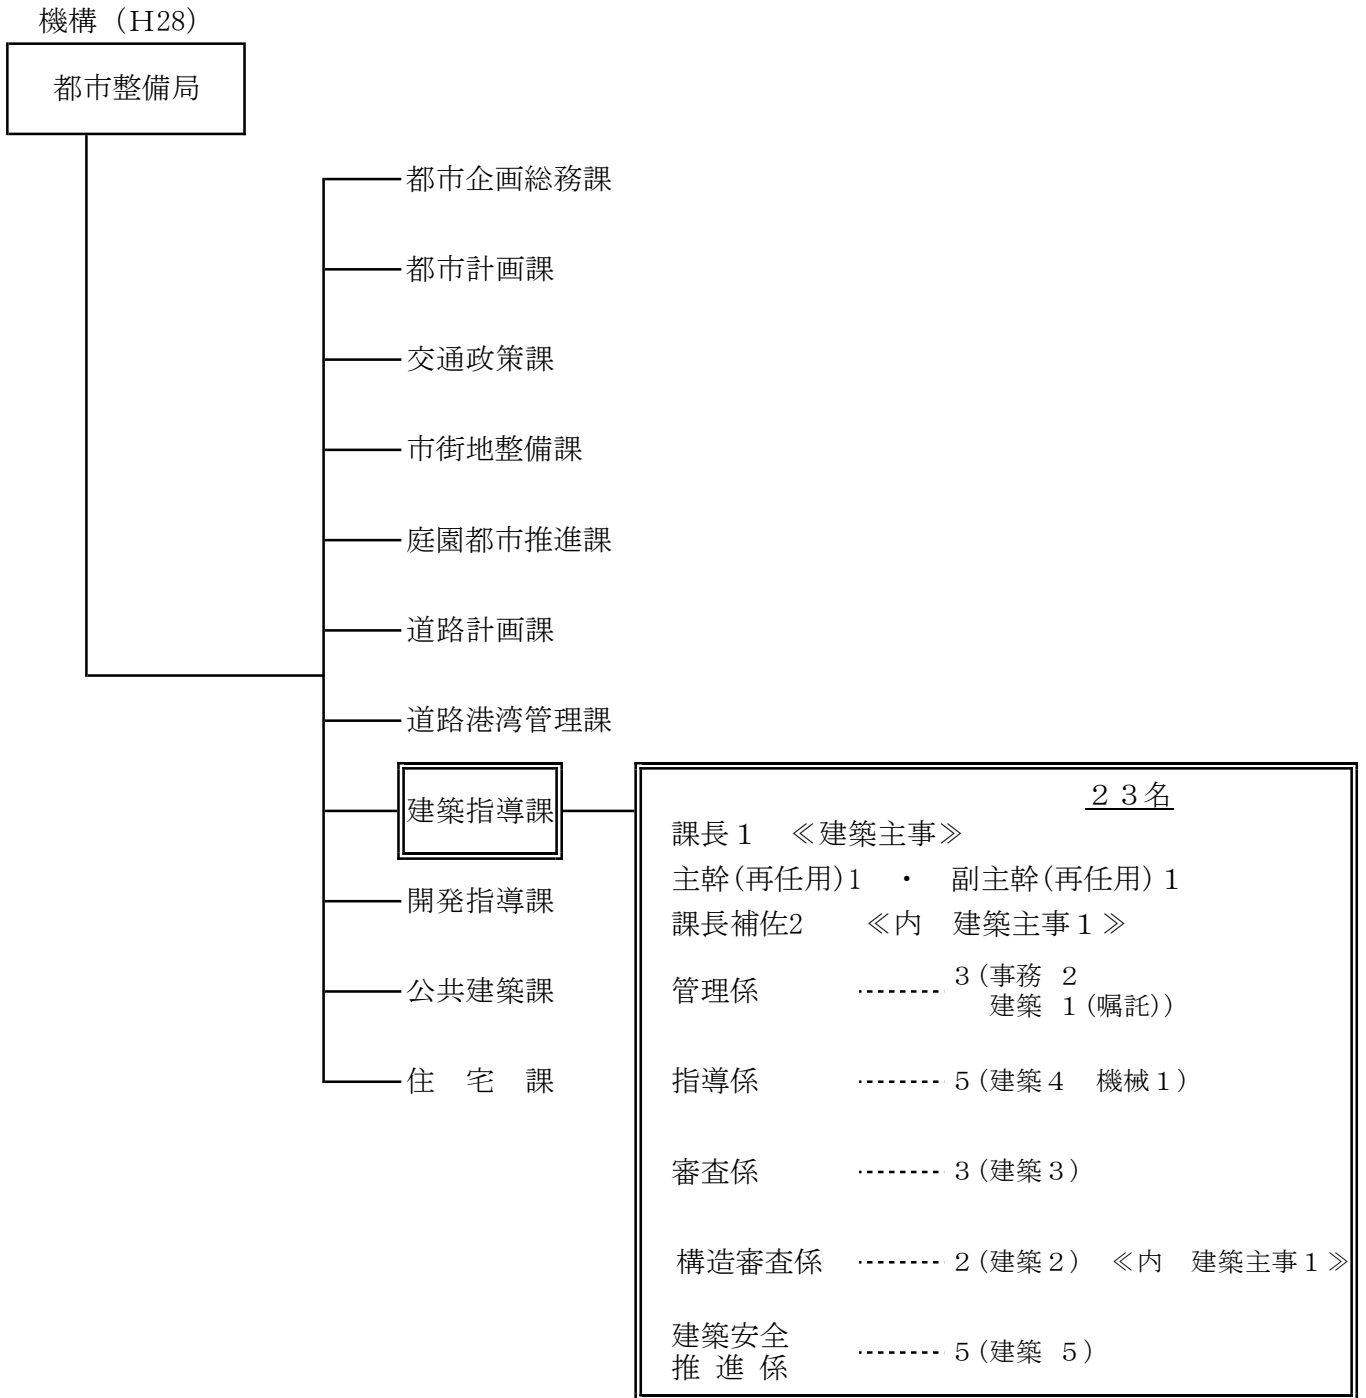 機構（H28）
都市整備局
都市企画総務課
都市計画課
交通政策課
市街地整備課
庭園都市推進課
道路計画課
道路港湾管理課
建築指導課
開発指導課
公共建築課
住　宅　課
２３名
課長１　≪建築主事≫
主幹(再任用)1　・　副主幹(再任用)１
課長補佐2　　≪内　建築主事１≫
管理係　………３(事務　２
建築　１(嘱託))
指導係　………５(建築４　機械１)
審査係　………３(建築３)
構造審査係　………２(建築２)　≪内　建築主事１≫
建築安全
推 進 係　………５(建築　５)